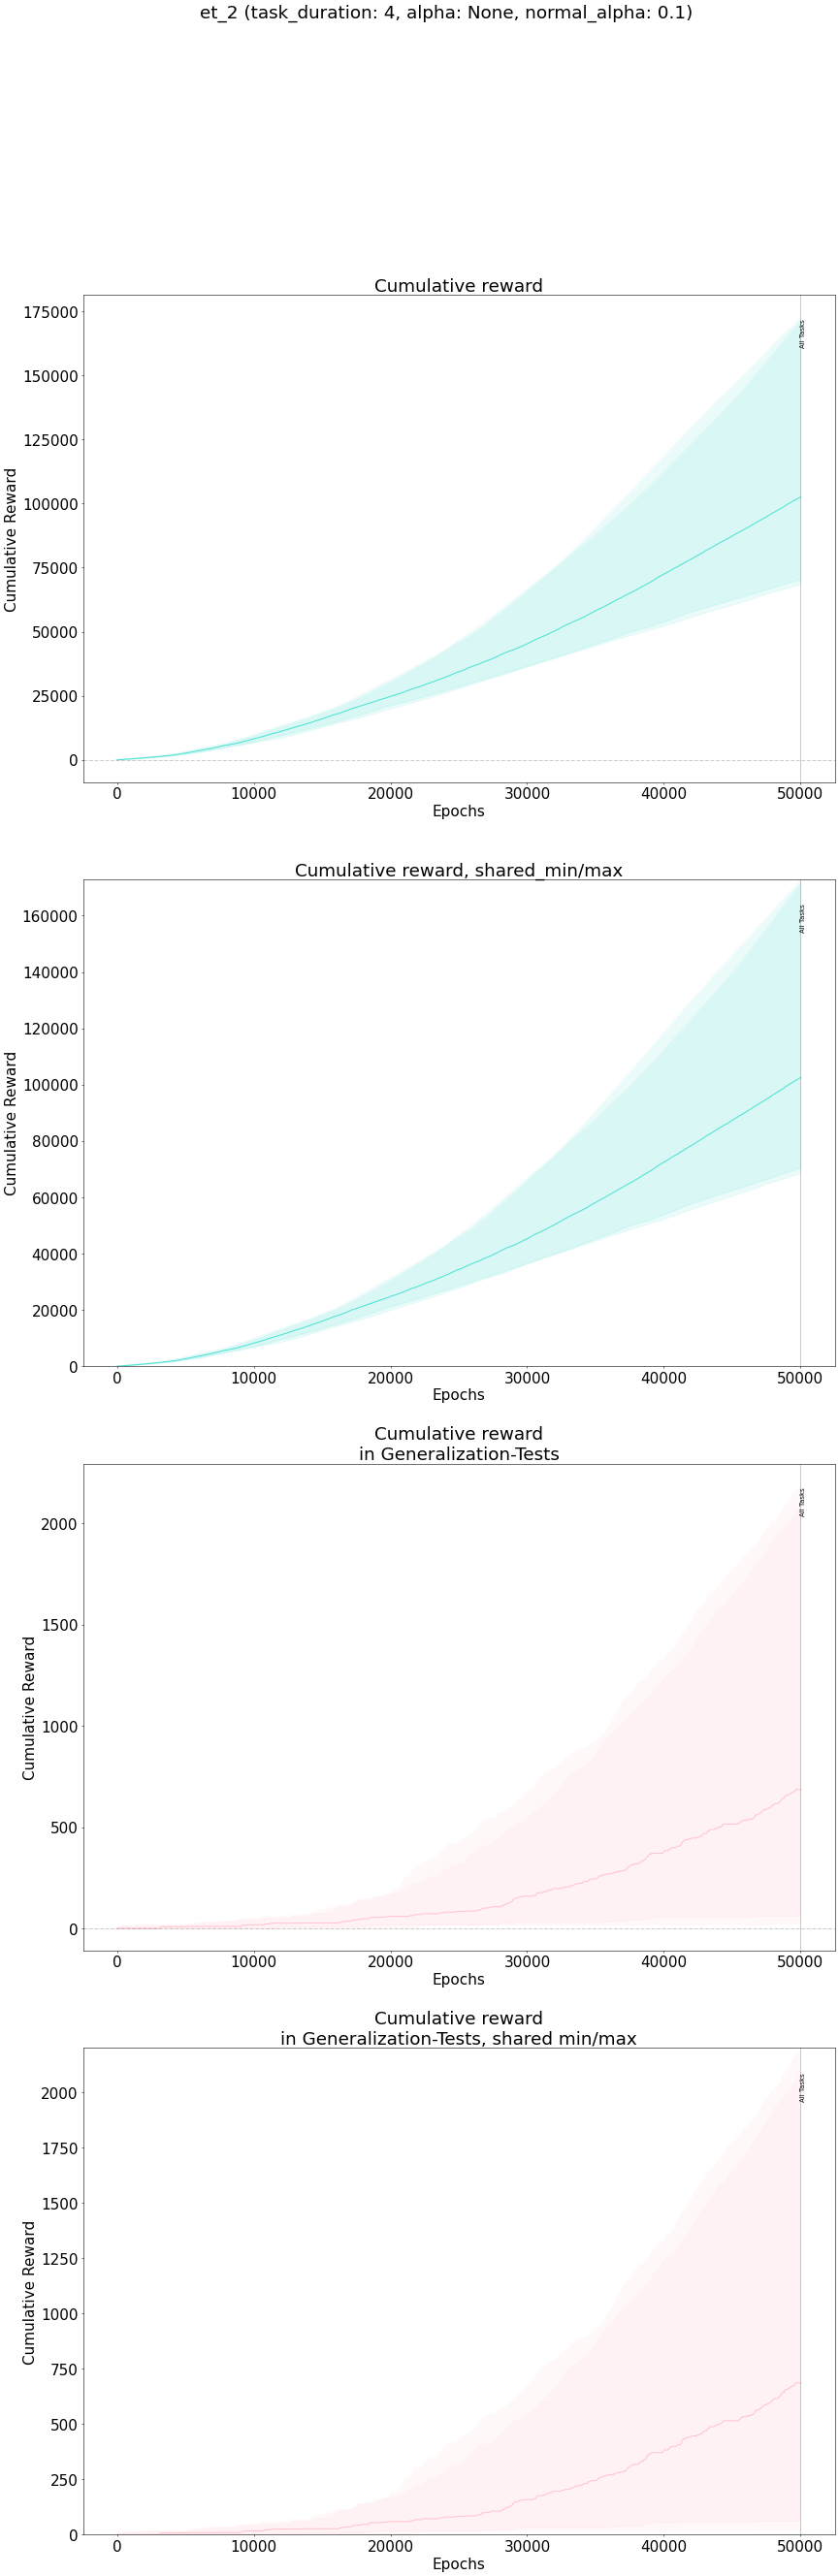 et_2 (task_duration: 4, alpha: None, normal_alpha: 0.1)
Cumulative reward
175000
150000
125000
100000
75000
50000
25000
0
Cumulative Reward
All Tasks
0 10000 20000 30000 40000 50000
Epochs
Cumulative reward, shared_min/max
160000
140000
120000
100000
80000
60000
40000
20000
0
Cumulative Reward
All Tasks
0 10000 20000 30000 40000 50000
Epochs
Cumulative reward
in Generalization-Tests
2000
1500
1000
500
0
Cumulative Reward
All Tasks
0 10000 20000 30000 40000 50000
Epochs
Cumulative reward
in Generalization-Tests, shared min/max
2000
1750
1500
1250
1000
750
500
250
0
Cumulative Reward
All Tasks
0 10000 20000 30000 40000 50000
Epochs